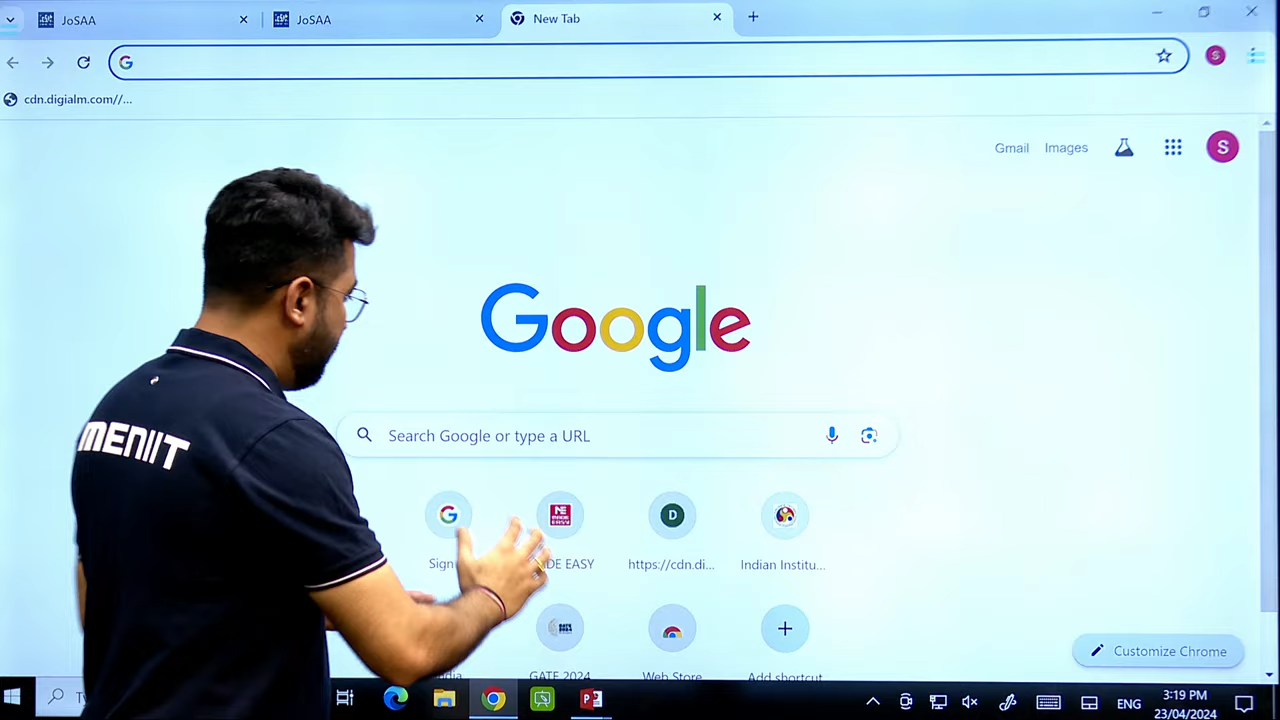 JoSAA
JoSAA
New Tab
cdn.digialm.com//...
Gmail
Images
S
Google
MENIIT
Search Google or type a URL
Sign
DE EASY
https://cdn.di...
Indian Institu...
D
GATE 2024
Web Store
Add shortcut
Customize Chrome
ENG
3:19 PM
23/04/2024